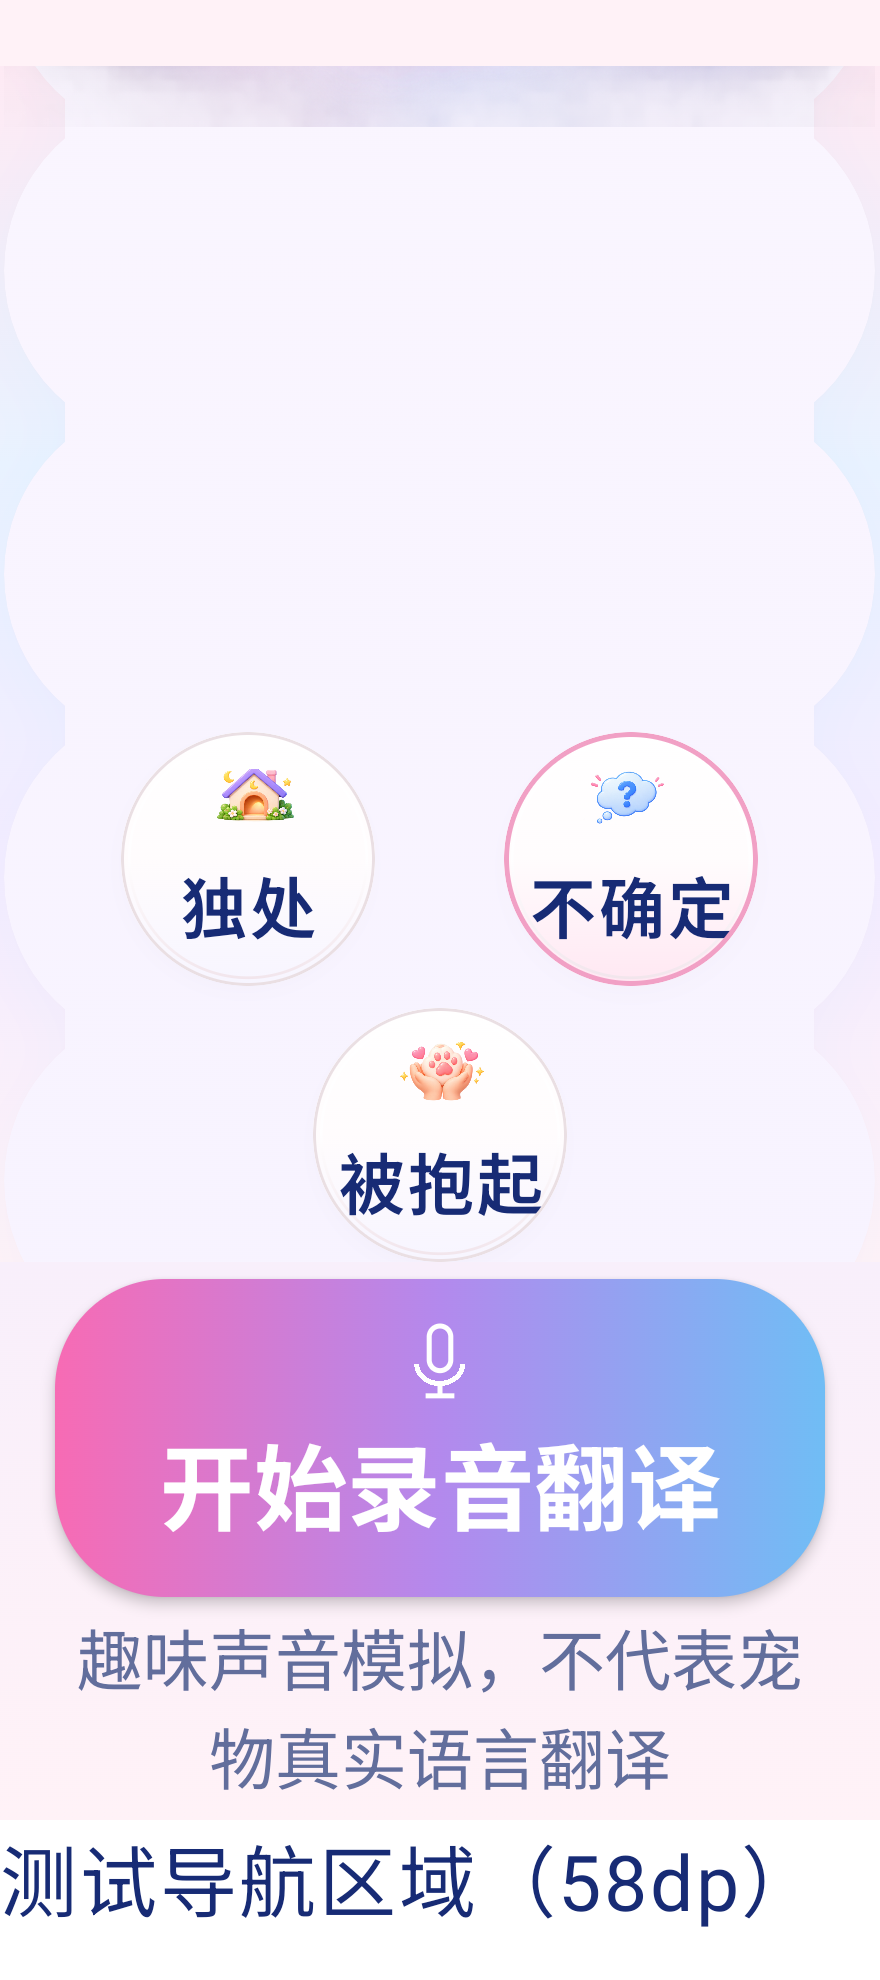 独处
不确定
被抱起
开始录音翻译
趣味声音模拟，不代表宠
物真实语言翻译
测试导航区域（58dp）